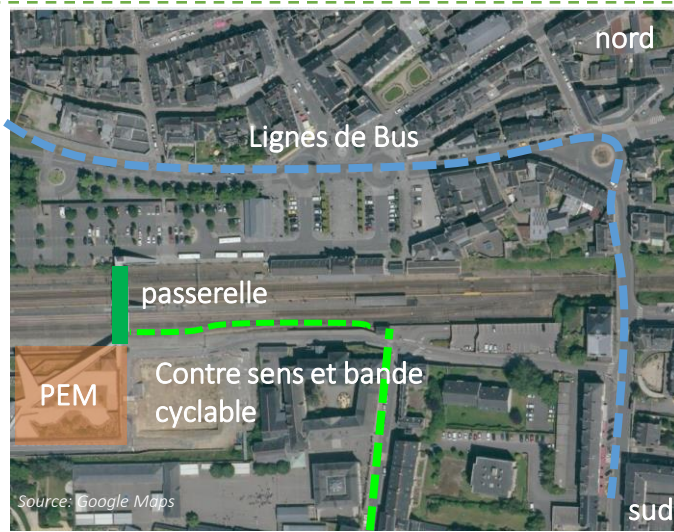 nord
Lignes de Bus
passerelle
PEM
Contre sens et bande
cyclable
Source: Google Maps
sud